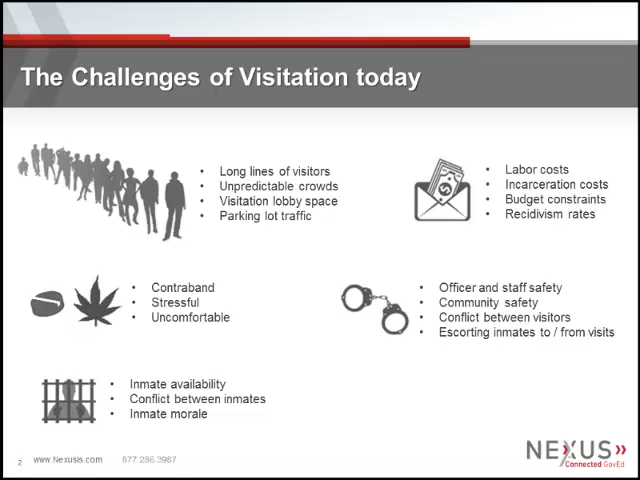 The Challenges of Visitation today
• Long lines of visitors
• Unpredictable crowds
• Visitation lobby space
• Parking lot traffic
• Labor costs
• Incarceration costs
• Budget constraints
• Recidivism rates
• Contraband
• Stressful
• Uncomfortable
• Officer and staff safety
• Community safety
• Conflict between visitors
• Escorting inmates to / from visits
• Inmate availability
• Conflict between inmates
• Inmate morale
2 www.Nexusis.com 877.286.3987
NEXUS
Connected GovEd